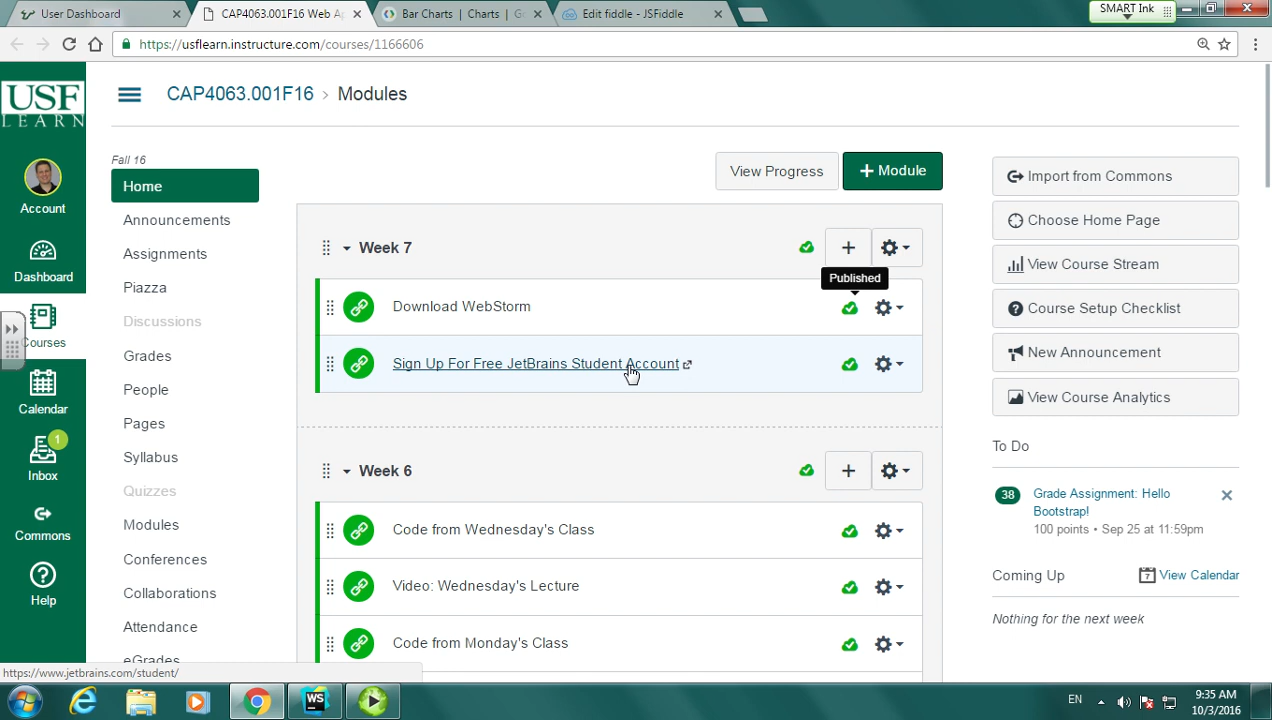 User Dashboard
CAP4063.001F16 Web Ap
Bar Charts | Charts | Go
Edit fiddle - JSFiddle
SMART Ink
https://usflearn.instructure.com/courses/1166606
USF
LEARN
CAP4063.001F16 > Modules
Fall 16
View Progress
+ Module
Import from Commons
Home
Choose Home Page
Account
Announcements
Assignments
Week 7
View Course Stream
Dashboard
Published
Piazza
Download WebStorm
Course Setup Checklist
Discussions
Courses
Grades
Sign Up For Free JetBrains Student Account
New Announcement
People
View Course Analytics
Calendar
Pages
To Do
Syllabus
Week 6
1
Inbox
38
Grade Assignment: Hello
Bootstrap!
100 points • Sep 25 at 11:59pm
Quizzes
Modules
Code from Wednesday's Class
Commons
Conferences
Coming Up
7
View Calendar
Video: Wednesday's Lecture
Collaborations
Help
Nothing for the next week
Attendance
Code from Monday's Class
eGrades
https://www.jetbrains.com/student/
WS
EN
9:35 AM
10/3/2016